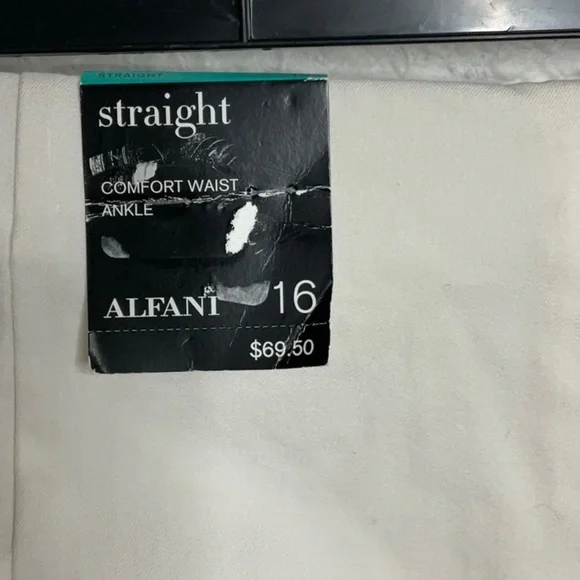 STRAIGHT
straight
COMFORT WAIST
ANKLE
ALFANI 16
$69.50